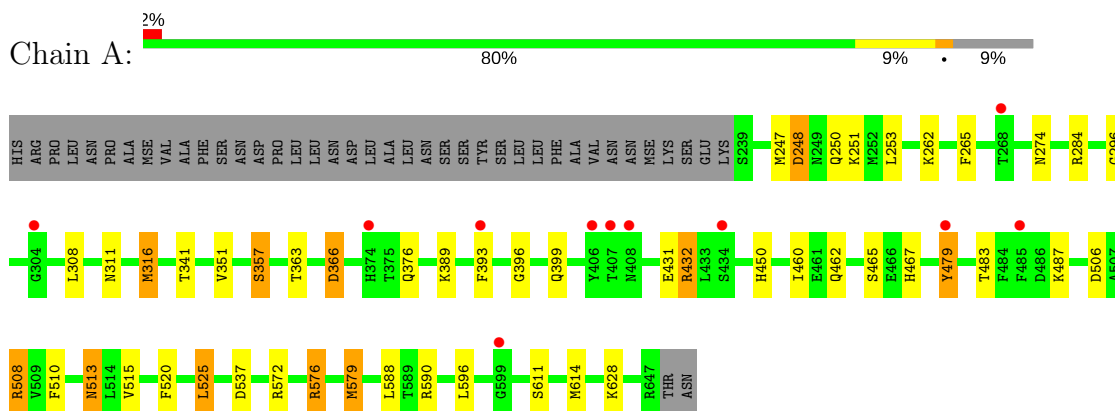 2%
Chain A:
80% 9% • 9%
HIS ARG PRO LEU ASN PRO ALA MSE VAL ALA PHE SER ASN ASP PRO LEU LEU ASN ASP LEU ALA LEU ASN SER SER TYR SER LEU LEU PHE ALA VAL ASN ASN MSE LYS SER GLU LYS S239 M247 D248 N249 Q250 K251 M252 L253 K262 F265 T268 N274 R284 G296
G304 L308 N311 M316 T341 V351 S357 T363 D366 H374 T375 Q376 K389 F393 G396 Q399 Y406 T407 N408 E431 R432 L433 S434 H450 I460 E461 Q462 S465 E466 H467 Y479 T483 F484 F485 D486 K487 D506 A507
R508 V509 F510 N513 L514 V515 F520 L525 D537 R572 R576 M579 L588 T589 R590 L596 G599 S611 M614 K628 R647 THR ASN